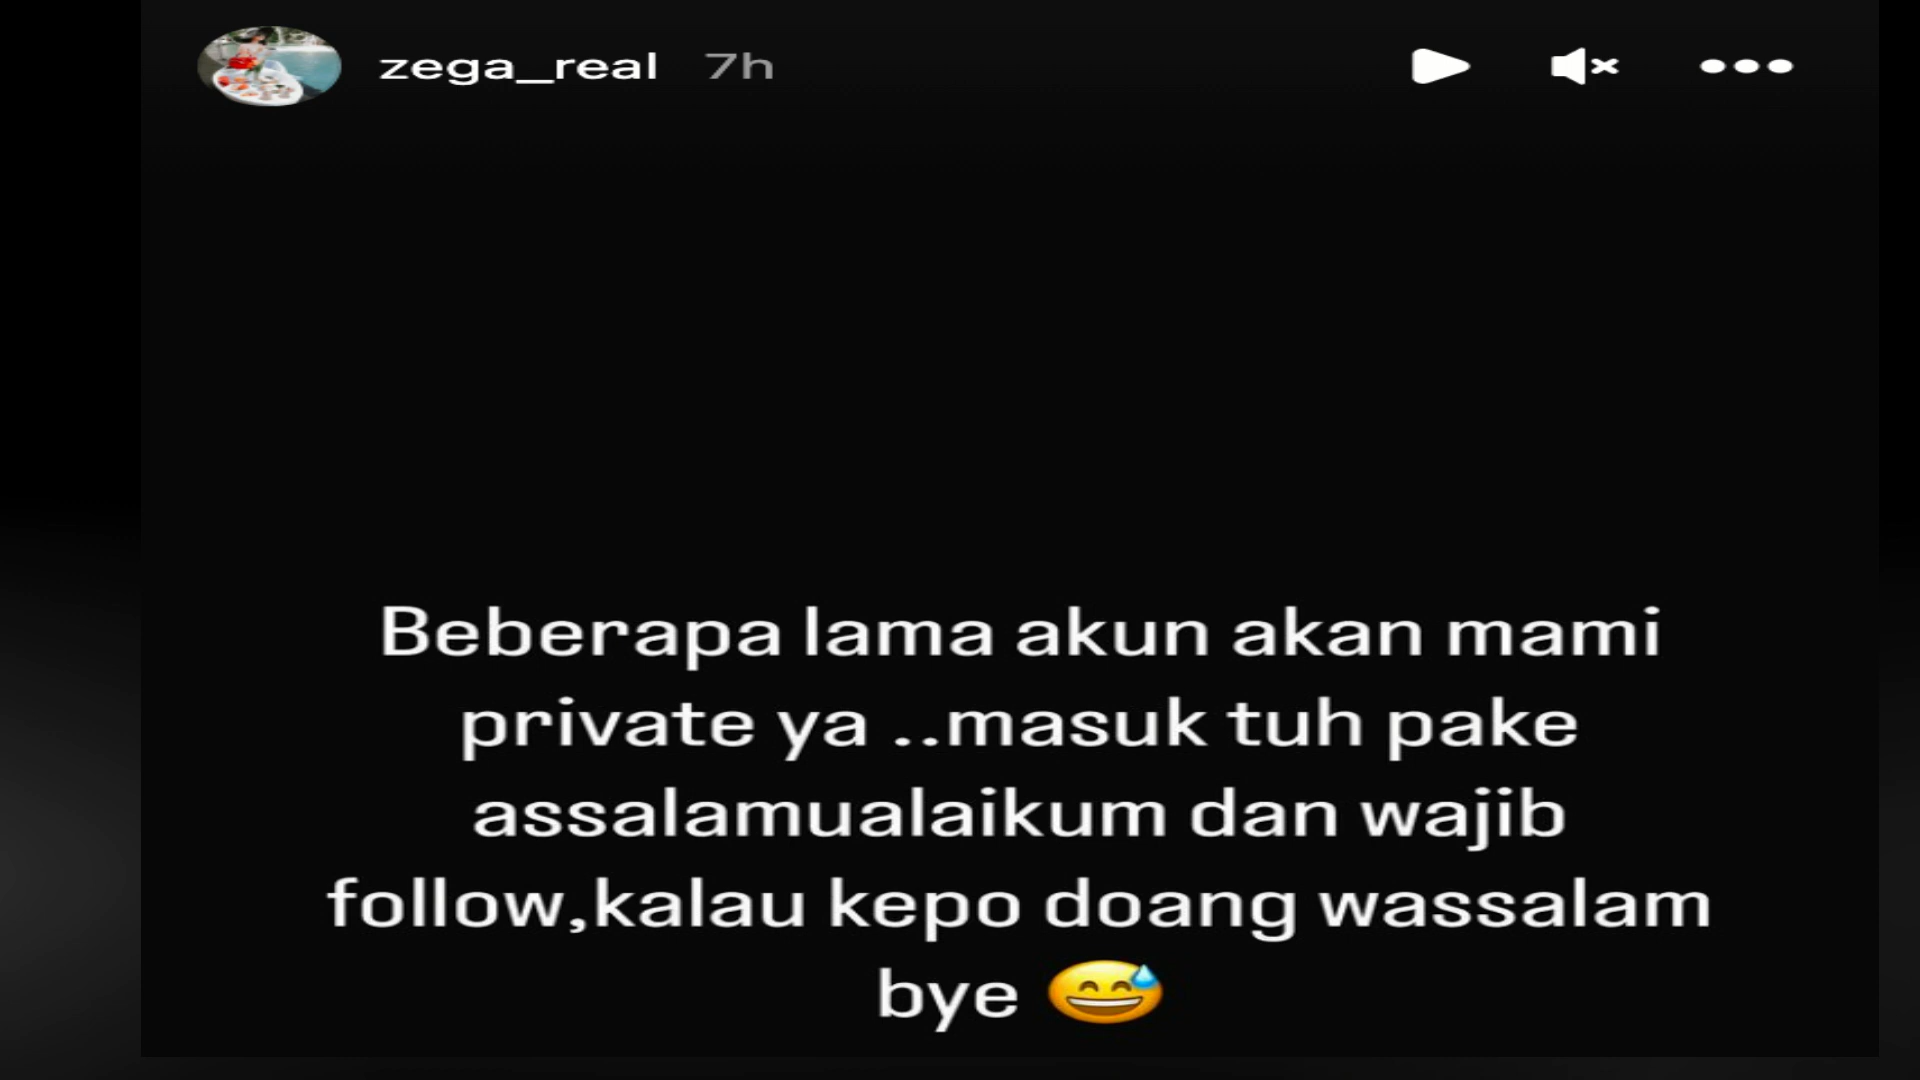 zega_real 7h
Beberapa lama akun akan mami
private ya ..masuk tuh pake
assalamualaikum dan wajib
follow,kalau kepo doang wassalam
bye 😅